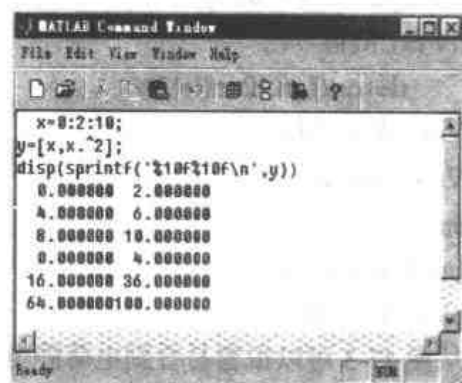 MATLAB Command Window
File Edit View Window Help
x=0:2:10;
y=[x,x.^2];
disp(sprintf('%10f%10f\n',y))
0.000000 2.000000
4.000000 6.000000
8.000000 10.000000
0.000000 4.000000
16.000000 36.000000
64.000000100.000000
Ready
NUM